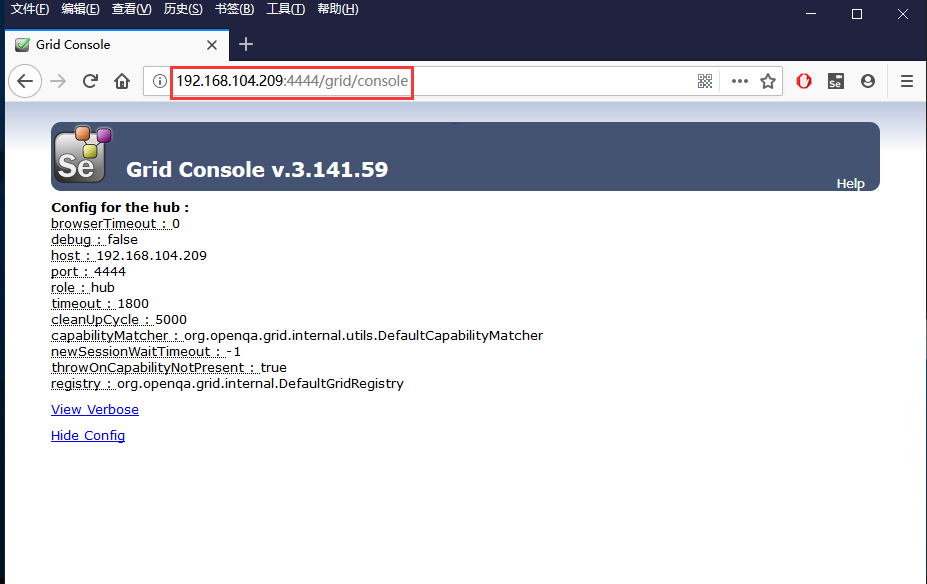 文件(F) 编辑(E) 查看(V) 历史(S) 书签(B) 工具(T) 帮助(H)
Grid Console
192.168.104.209:4444/grid/console
Se
Se
Grid Console v.3.141.59
Help
Config for the hub :
browserTimeout : 0
debug : false
host : 192.168.104.209
port : 4444
role : hub
timeout : 1800
cleanUpCycle : 5000
capabilityMatcher : org.openqa.grid.internal.utils.DefaultCapabilityMatcher
newSessionWaitTimeout : -1
throwOnCapabilityNotPresent : true
registry : org.openqa.grid.internal.DefaultGridRegistry
View Verbose
Hide Config